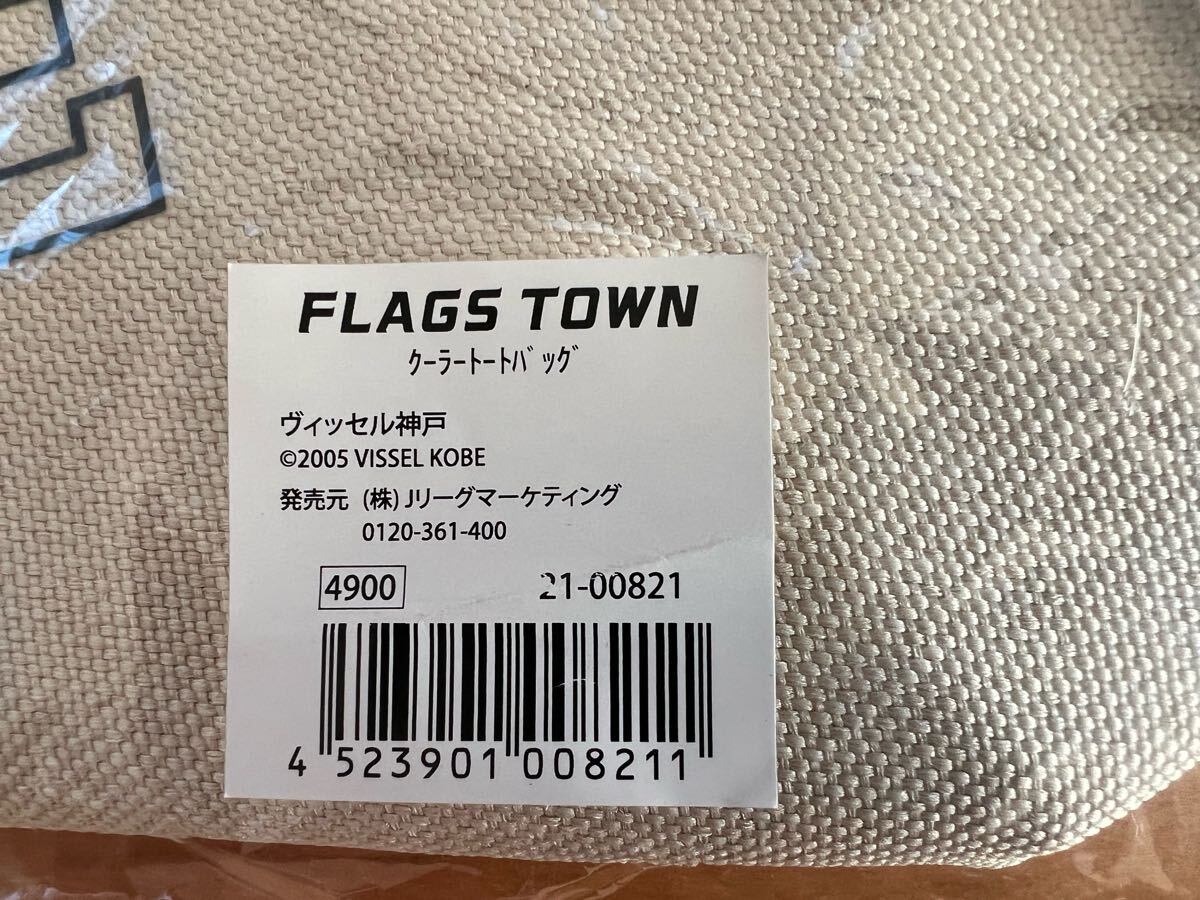 FLAGS TOWN
ｸｰﾗｰﾄｰﾄﾊﾞｯｸﾞ
ヴィッセル神戸
©2005 VISSEL KOBE
発売元 (株)Jリーグマーケティング
0120-361-400
4900 21-00821
4 523901 008211